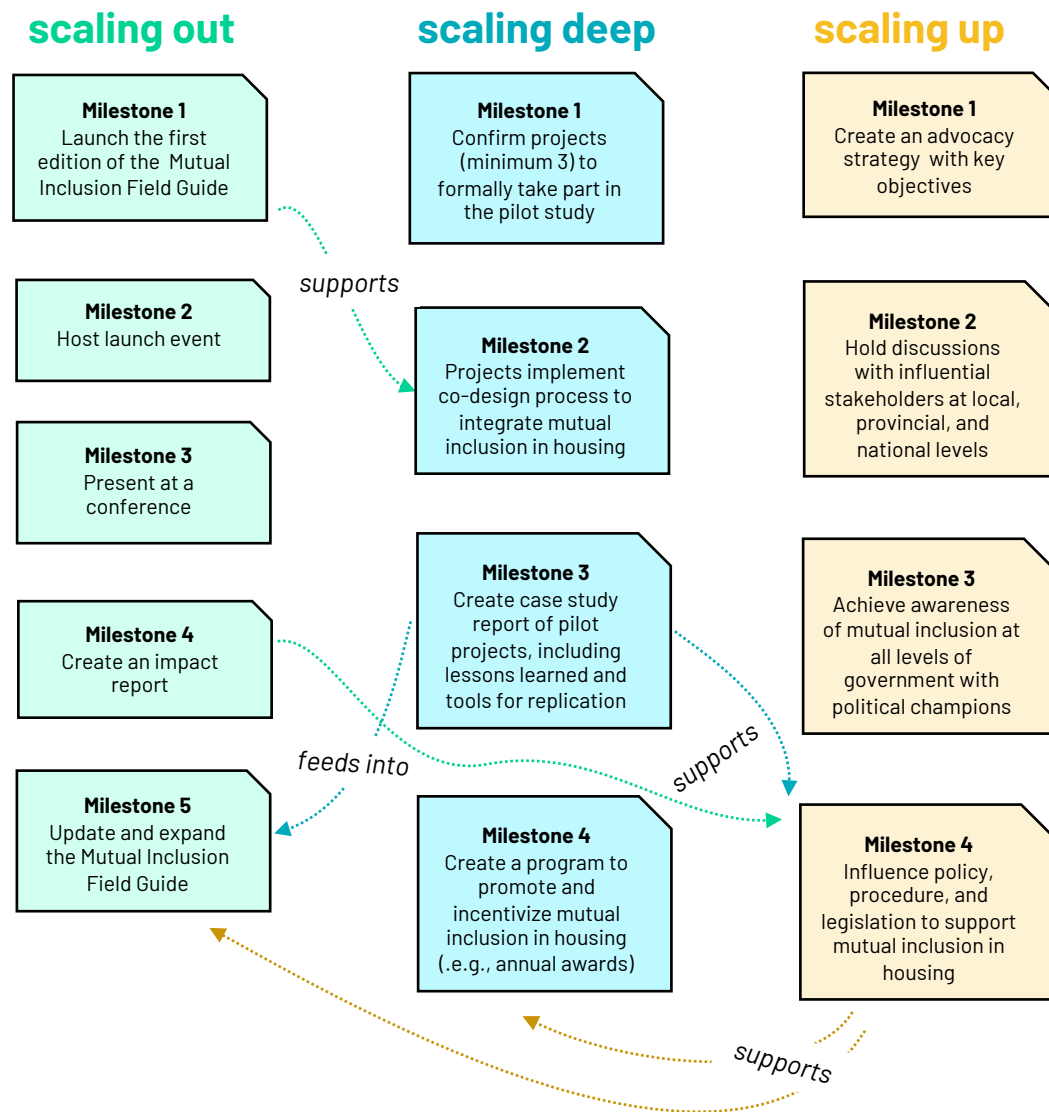 scaling out
Milestone 1
Launch the first
edition of the Mutual
Inclusion Field Guide
Milestone 2
Host launch event
Milestone 3
Present at a
conference
Milestone 4
Create an impact
report
Milestone 5
Update and expand
the Mutual Inclusion
Field Guide
supports
feeds into
scaling deep
Milestone 1
Confirm projects
(minimum 3) to
formally take part in
the pilot study
Milestone 2
Projects implement
co-design process to
integrate mutual
inclusion in housing
Milestone 3
Create case study
report of pilot
projects, including
lessons learned and
tools for replication
Milestone 4
Create a program to
promote and
incentivize mutual
inclusion in housing
(.e.g., annual awards)
supports
scaling up
Milestone 1
Create an advocacy
strategy with key
objectives
Milestone 2
Hold discussions
with influential
stakeholders at local,
provincial, and
national levels
Milestone 3
Achieve awareness
of mutual inclusion at
all levels of
government with
political champions
Milestone 4
Influence policy,
procedure, and
legislation to support
mutual inclusion in
housing
supports